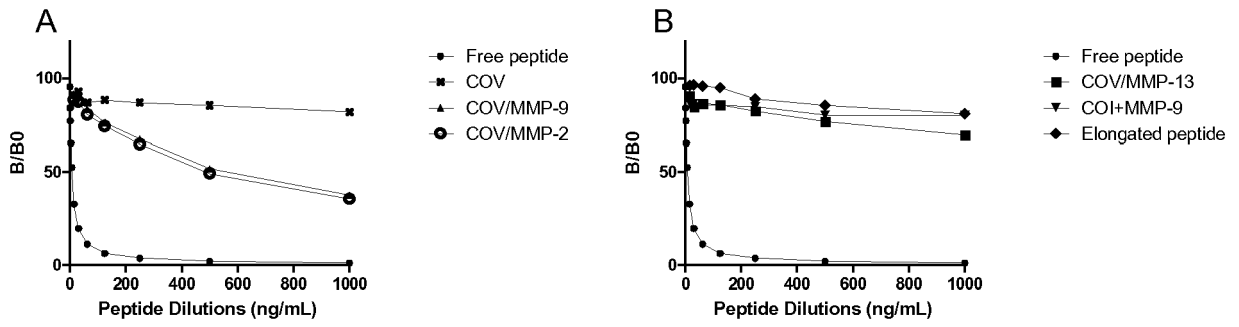 A
B/B0
100
50
0
0 200 400 600 800 1000
Peptide Dilutions (ng/mL)
Free peptide
COV
COV/MMP-9
COV/MMP-2
B
B/B0
100
50
0
0 200 400 600 800 1000
Peptide Dilutions (ng/mL)
Free peptide
COV/MMP-13
COI+MMP-9
Elongated peptide